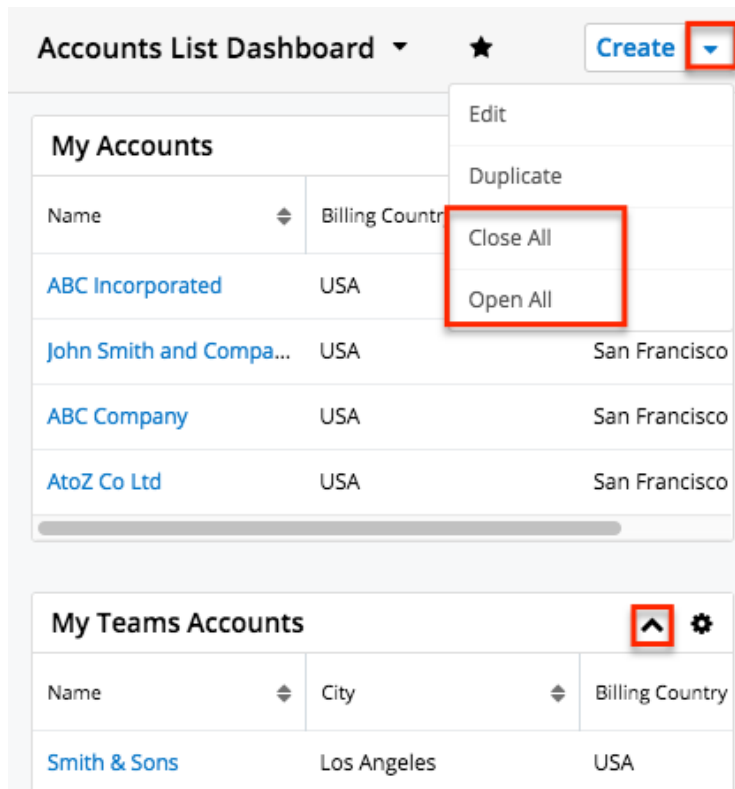 Accounts List Dashboard Create
Edit
My Accounts
Duplicate
Name Billing Countr
Close All
ABC Incorporated USA
Open All
John Smith and Compa... USA San Francisco
ABC Company USA San Francisco
AtoZ Co Ltd USA San Francisco
My Teams Accounts
Name City Billing Country
Smith & Sons Los Angeles USA